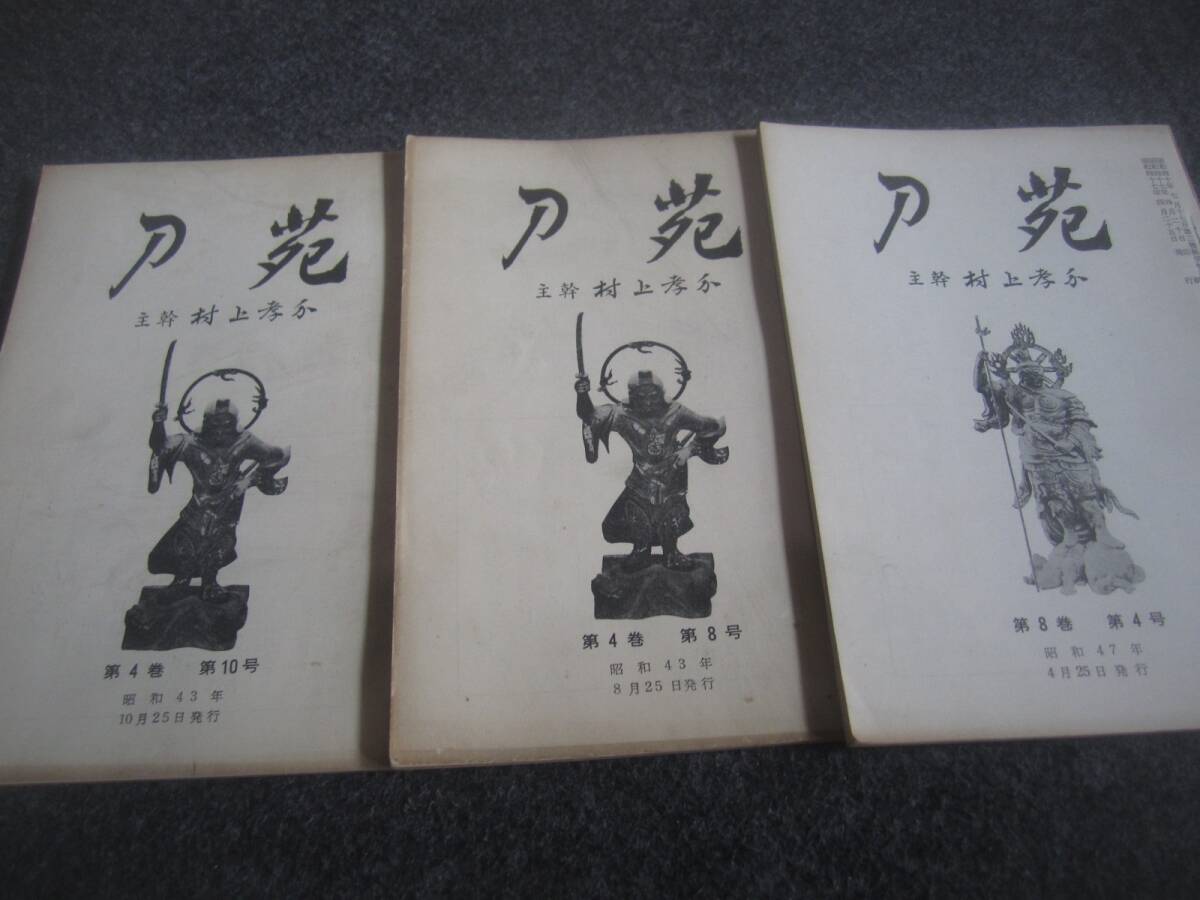 刀苑
主幹 村上孝介
第4巻 第10号
昭和43年
10月25日発行
刀苑
主幹 村上孝介
第4巻 第8号
昭和43年
8月25日発行
刀苑
主幹 村上孝介
第8巻 第4号
昭和47年
4月25日発行